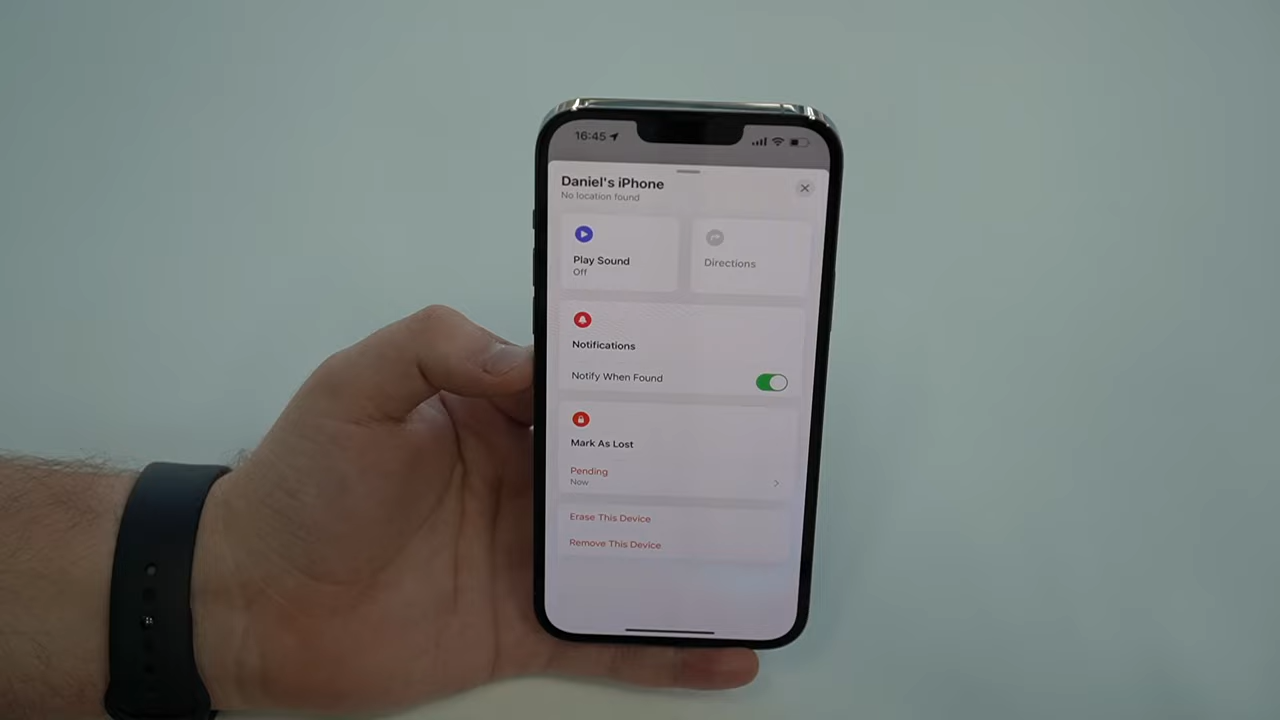 16:45
Daniel's iPhone
No location found
Play Sound
Off
Directions
Notifications
Notify When Found
Mark As Lost
Pending
Now
Erase This Device
Remove This Device